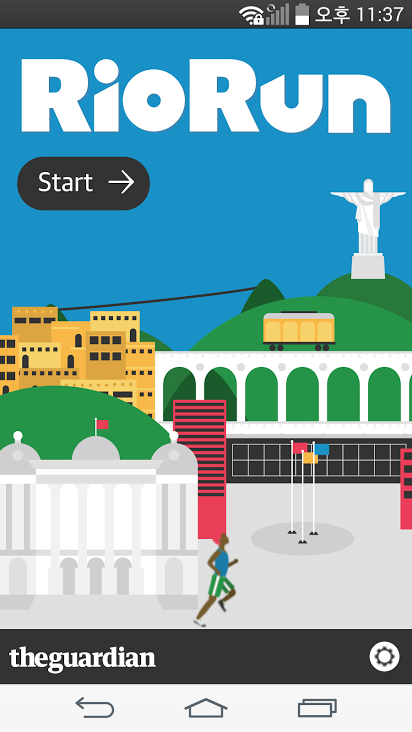 오후 11:37
RioRun
Start →
theguardian